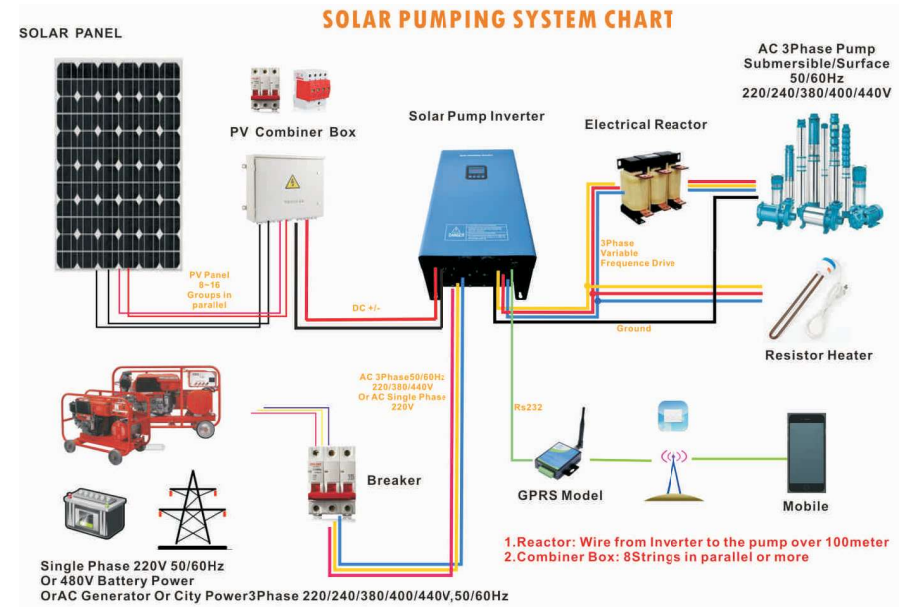 SOLAR PUMPING SYSTEM CHART
SOLAR PANEL
AC 3Phase Pump
Submersible/Surface
50/60Hz
220/240/380/400/440V
PV Combiner Box
Solar Pump Inverter
Electrical Reactor
3Phase
Variable
Frequence Drive
PV Panel
8~16
Groups in
parallel
DC +/-
Ground
Resistor Heater
AC 3Phase50/60Hz
220/380/440V
Or AC Single Phase
220V
Rs232
Breaker
GPRS Model
Mobile
1.Reactor: Wire from Inverter to the pump over 100meter
2.Combiner Box: 8Strings in parallel or more
Single Phase 220V 50/60Hz
Or 480V Battery Power
OrAC Generator Or City Power3Phase 220/240/380/400/440V,50/60Hz